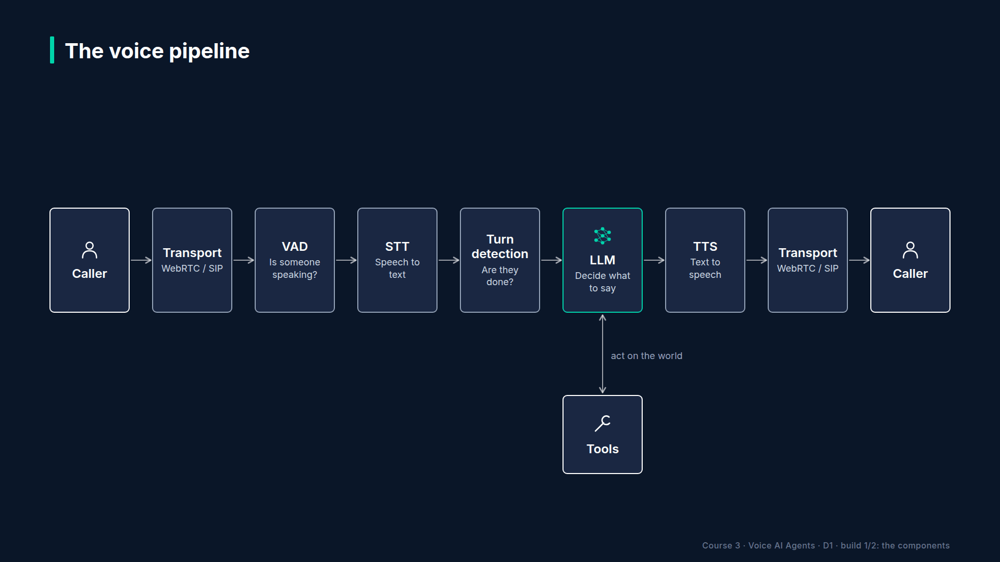 The voice pipeline
Caller
Transport
WebRTC / SIP
VAD
Is someone
speaking?
STT
Speech to
text
Turn
detection
Are they
done?
LLM
Decide what
to say
TTS
Text to
speech
Transport
WebRTC / SIP
Caller
act on the world
Tools
Course 3 · Voice AI Agents · D1 · build 1/2: the components